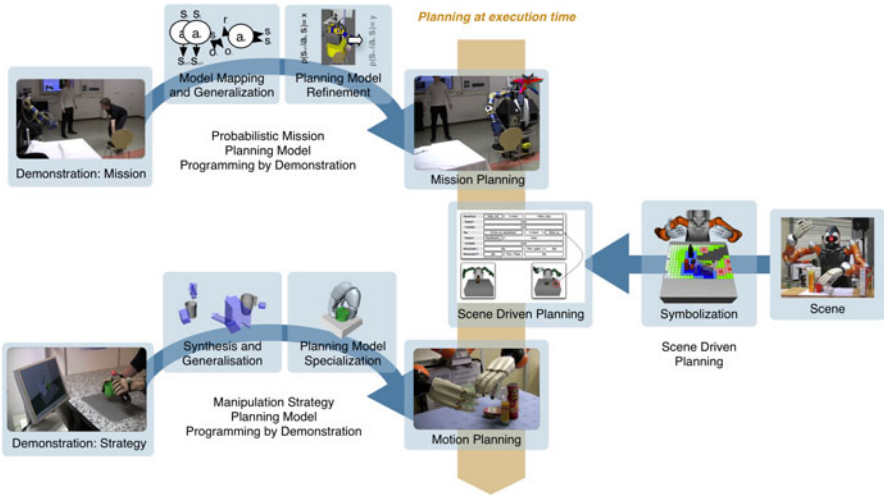 Planning at execution time
Model Mapping
and Generalization
Planning Model
Refinement
Demonstration: Mission
Probabilistic Mission
Planning Model
Programming by Demonstration
Mission Planning
Scene Driven Planning
Symbolization
Scene
Scene Driven
Planning
Synthesis and
Generalisation
Planning Model
Specialization
Demonstration: Strategy
Manipulation Strategy
Planning Model
Programming by Demonstration
Motion Planning